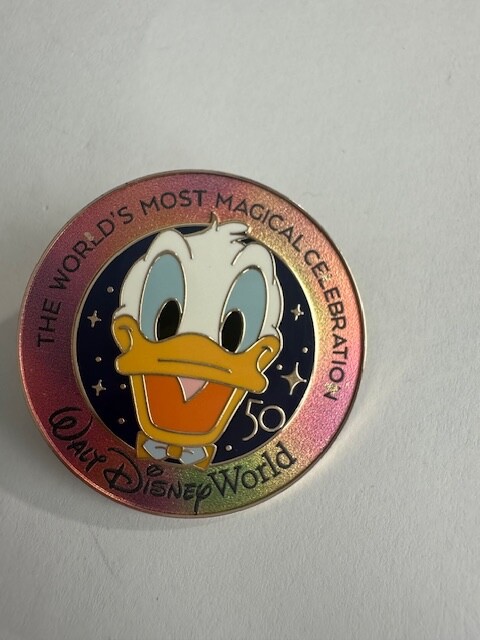 THE WORLD'S MOST MAGICAL CELEBRATION
50
WALT DISNEY World